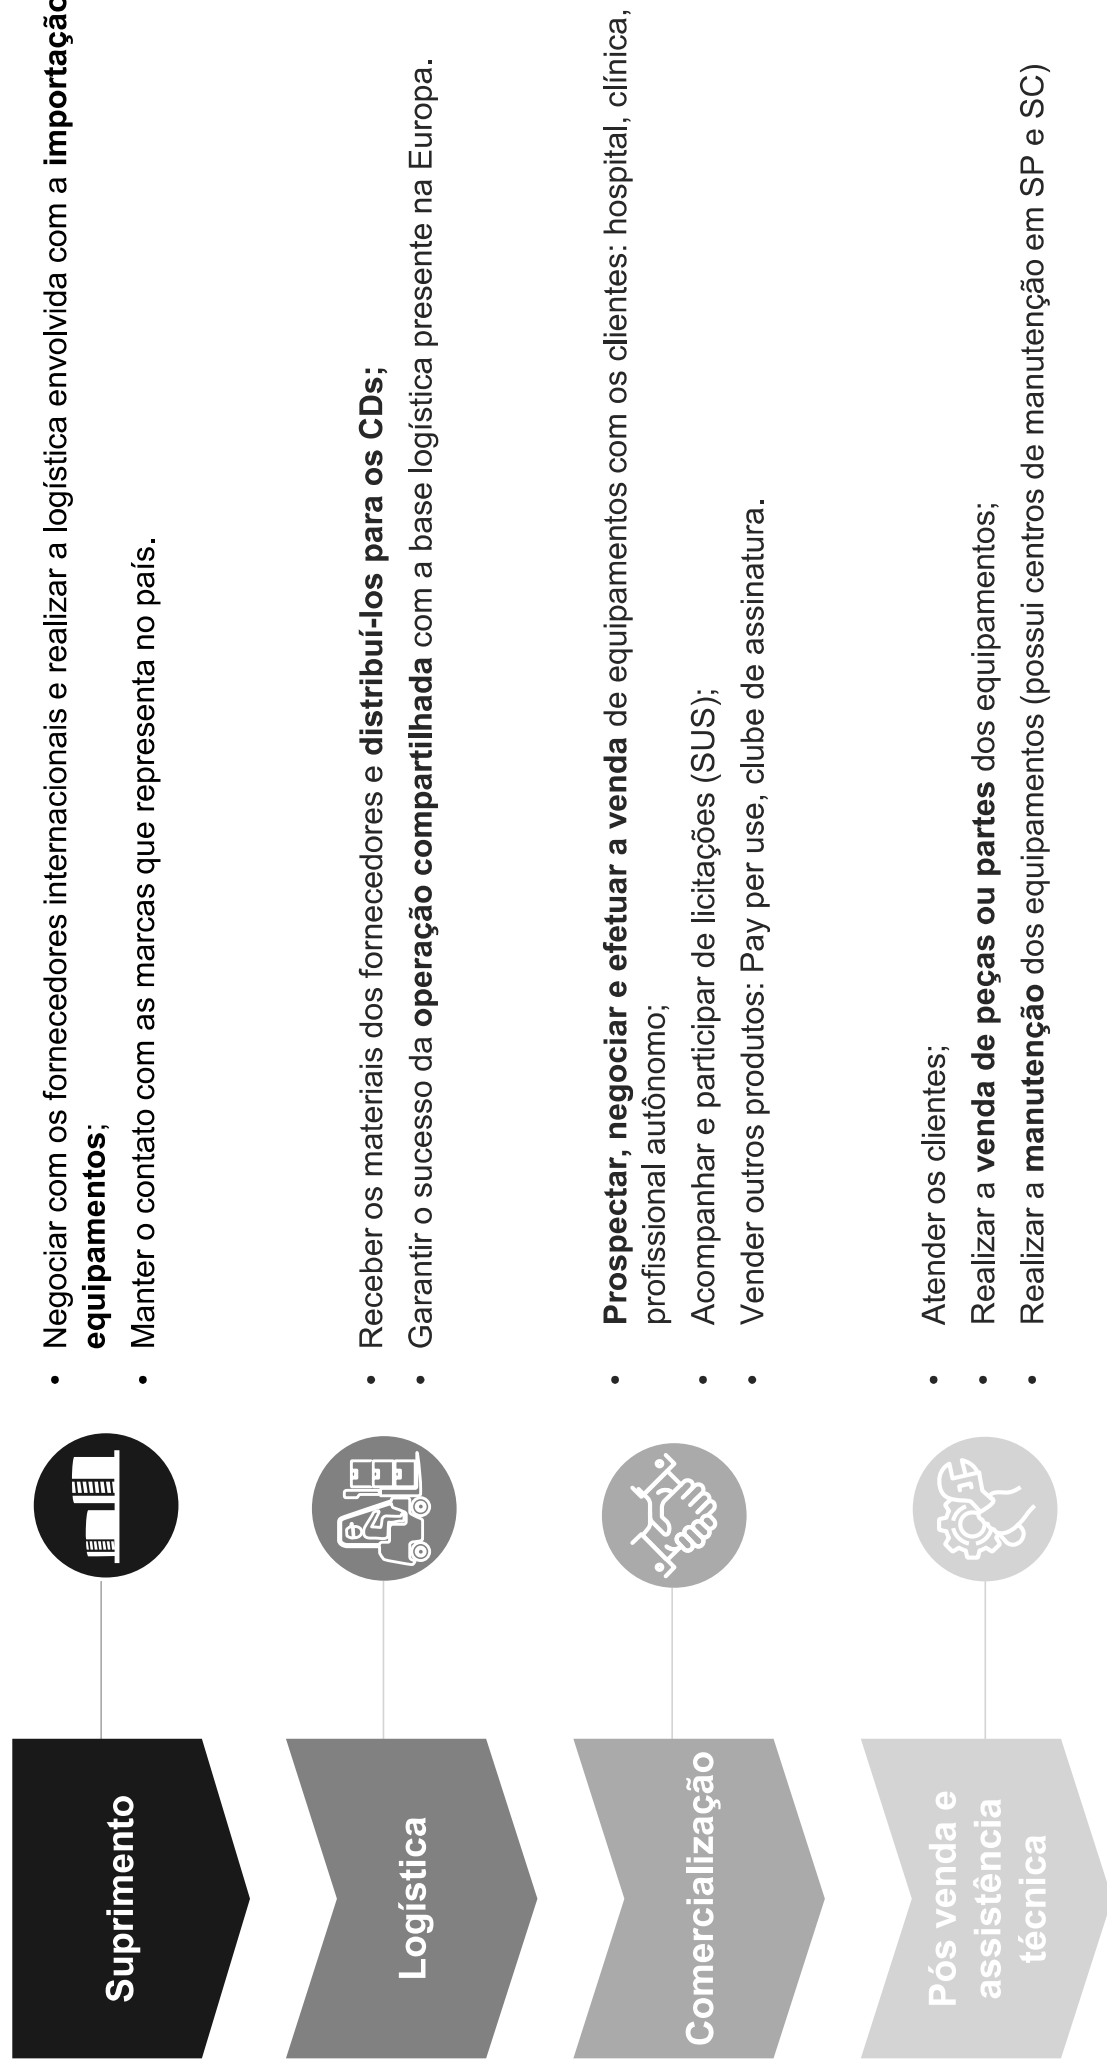 Suprimento
Negociar com os fornecedores internacionais e realizar a logística envolvida com a importação
equipamentos;
Manter o contato com as marcas que representa no país.
Logística
Receber os materiais dos fornecedores e distribuí-los para os CDs;
Garantir o sucesso da operação compartilhada com a base logística presente na Europa.
Comercialização
Prospectar, negociar e efetuar a venda de equipamentos com os clientes: hospital, clínica,
profissional autônomo;
Acompanhar e participar de licitações (SUS);
Vender outros produtos: Pay per use, clube de assinatura.
Pós venda e
assistência
técnica
Atender os clientes;
Realizar a venda de peças ou partes dos equipamentos;
Realizar a manutenção dos equipamentos (possui centros de manutenção em SP e SC)